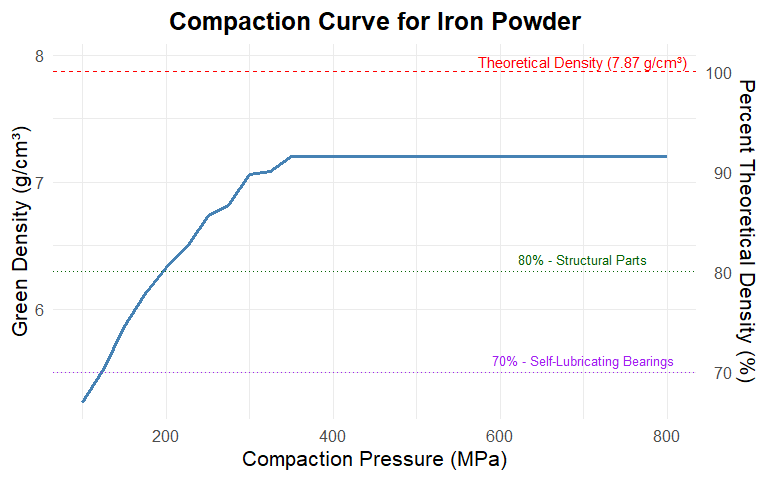 Compaction Curve for Iron Powder
Theoretical Density (7.87 g/cm³)
80% - Structural Parts
70% - Self-Lubricating Bearings
Green Density (g/cm³)
8
7
6
Percent Theoretical Density (%)
100
90
80
70
200 400 600 800
Compaction Pressure (MPa)